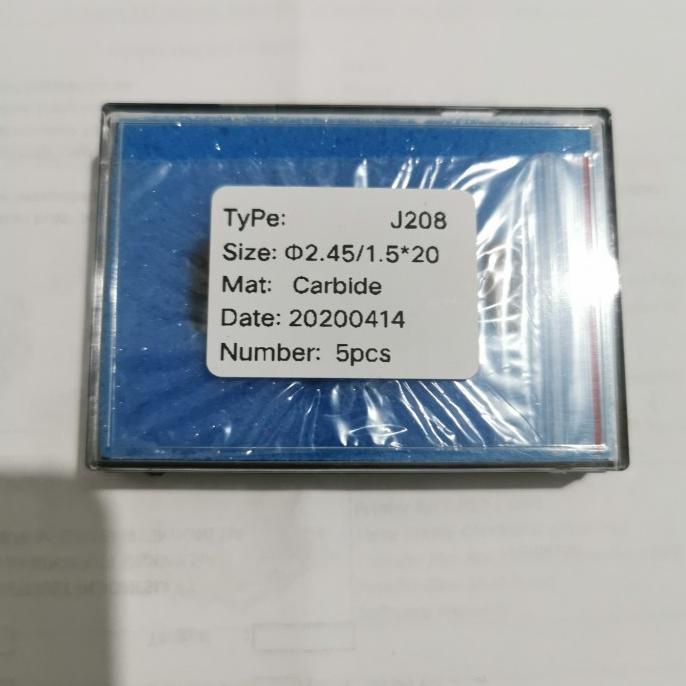 TyPe: J208
Size: Φ2.45/1.5*20
Mat: Carbide
Date: 20200414
Number: 5pcs